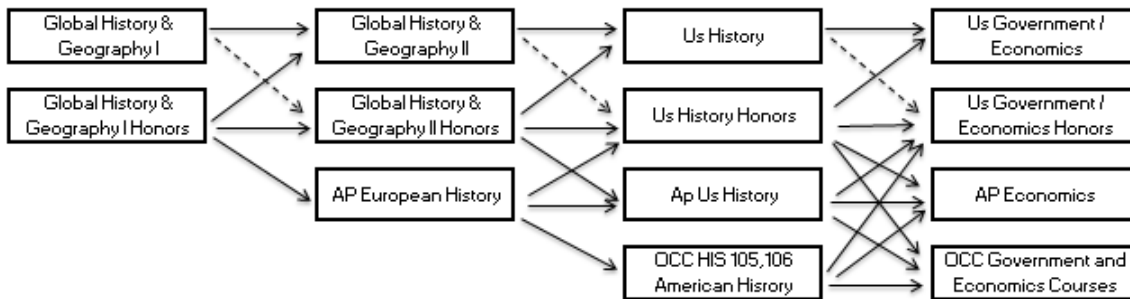 Global History &
Geography I
Global History &
Geography II
Us History
Us Government /
Economics
Global History &
Geography I Honors
Global History &
Geography II Honors
Us History Honors
Us Government /
Economics Honors
AP European History
Ap Us History
AP Economics
OCC HIS 105,106
American Hisrory
OCC Government and
Economics Courses